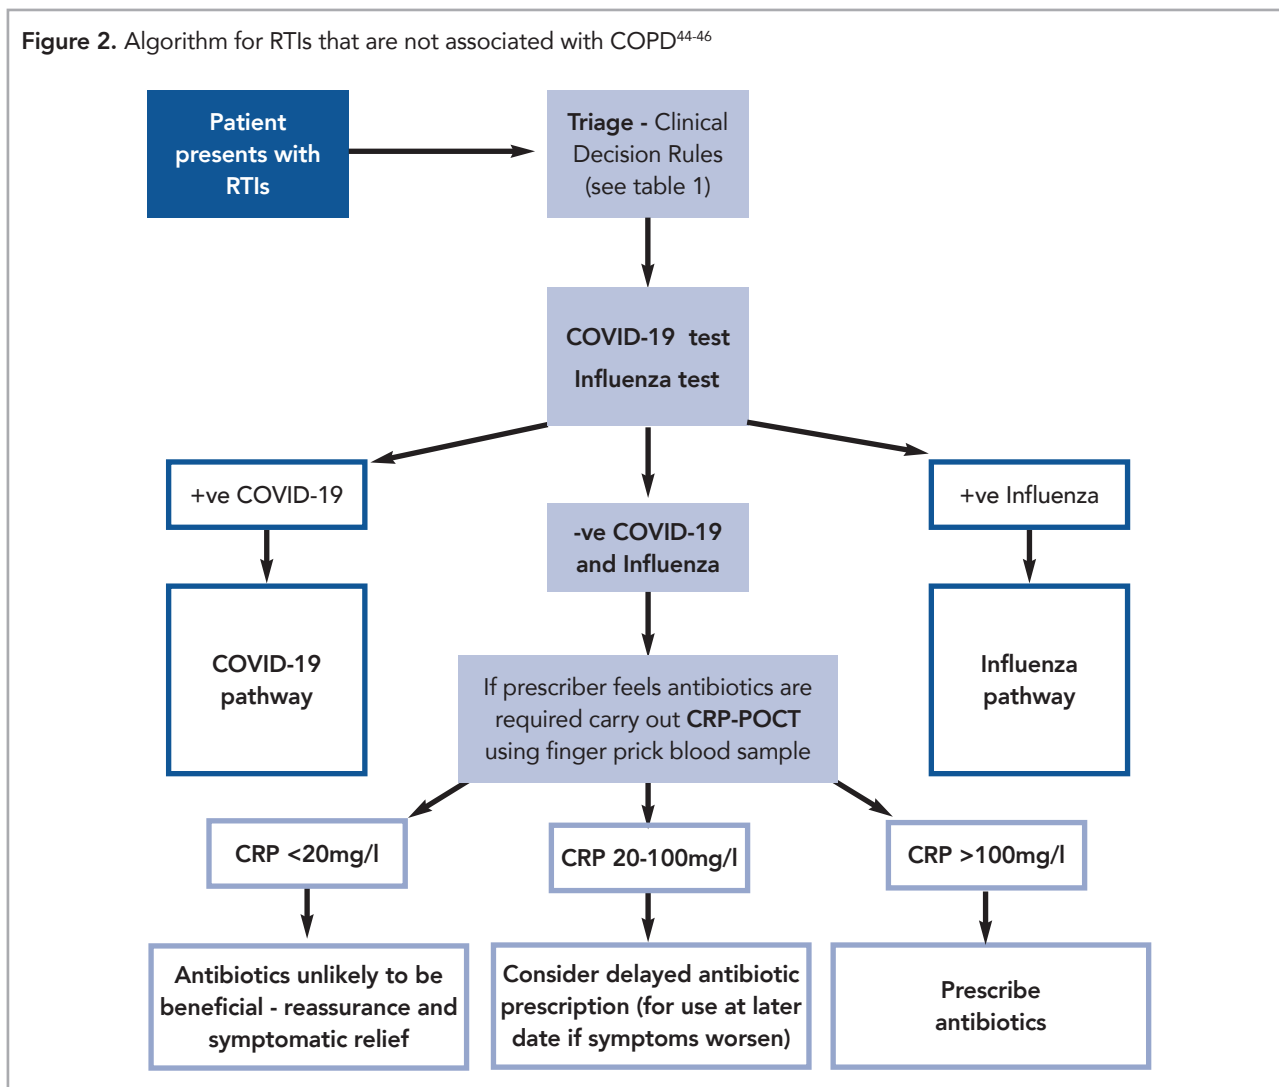 Figure 2. Algorithm for RTIs that are not associated with COPD44-46
Patient
presents with
RTIs
Triage - Clinical
Decision Rules
(see table 1)
COVID-19 test
Influenza test
+ve COVID-19
-ve COVID-19
and Influenza
+ve Influenza
COVID-19
pathway
Influenza
pathway
If prescriber feels antibiotics are
required carry out CRP-POCT
using finger prick blood sample
CRP <20mg/l
CRP 20-100mg/l
CRP >100mg/l
Antibiotics unlikely to be
beneficial - reassurance and
symptomatic relief
Consider delayed antibiotic
prescription (for use at later
date if symptoms worsen)
Prescribe
antibiotics